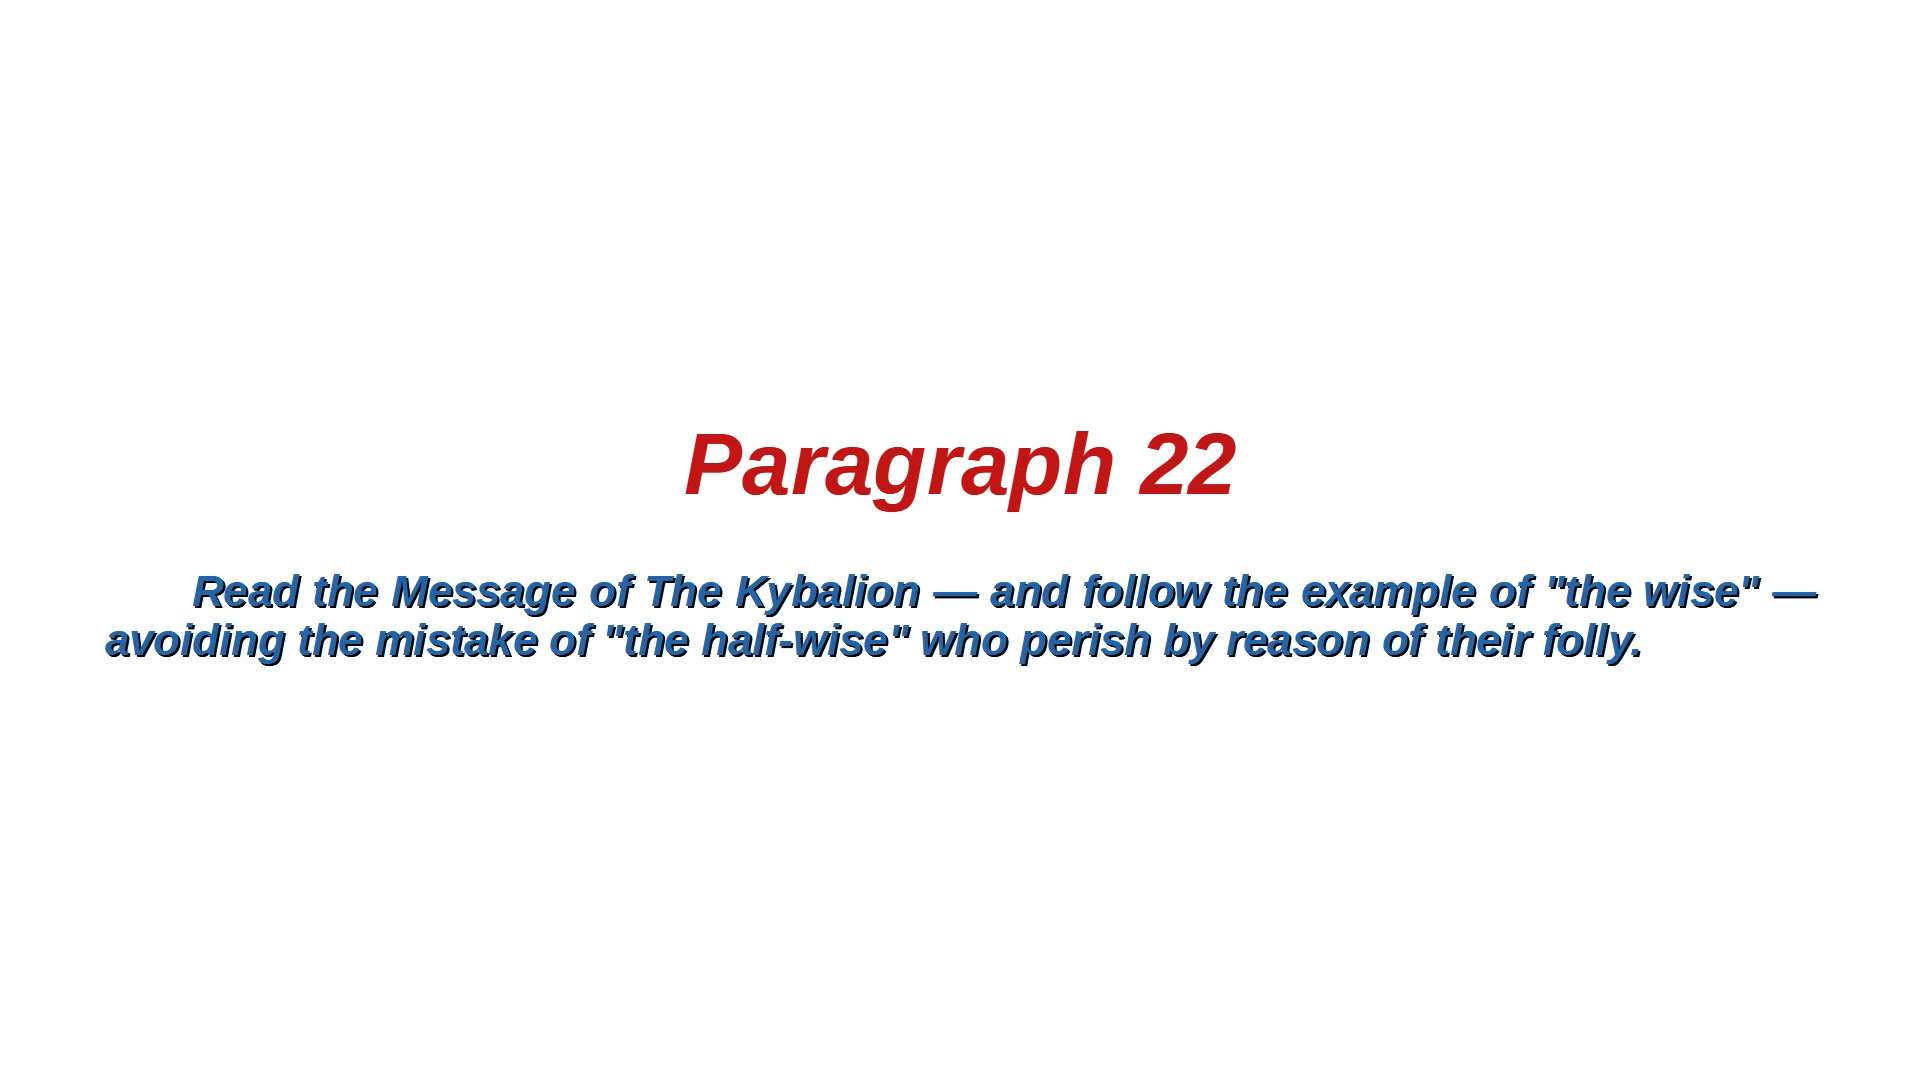 Paragraph 22
Read the Message of The Kybalion — and follow the example of "the wise" —
avoiding the mistake of "the half-wise" who perish by reason of their folly.